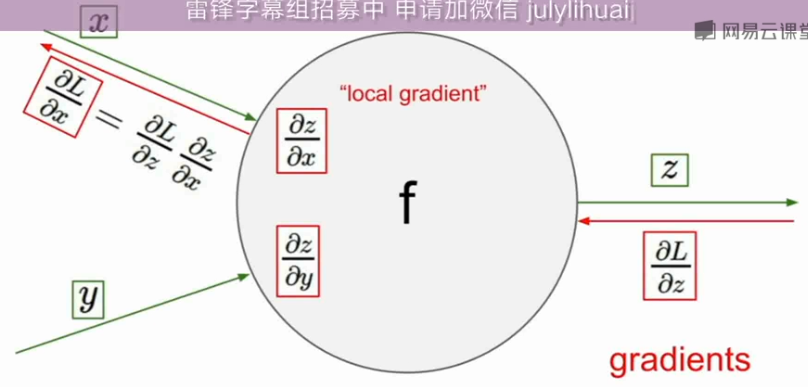 雷锋字幕组招募中 申请加微信 julylihuaij
网易云课堂
x
∂L/∂x = ∂L/∂z ∂z/∂x
"local gradient"
∂z/∂x
f
z
∂z/∂y
∂L/∂z
y
gradients